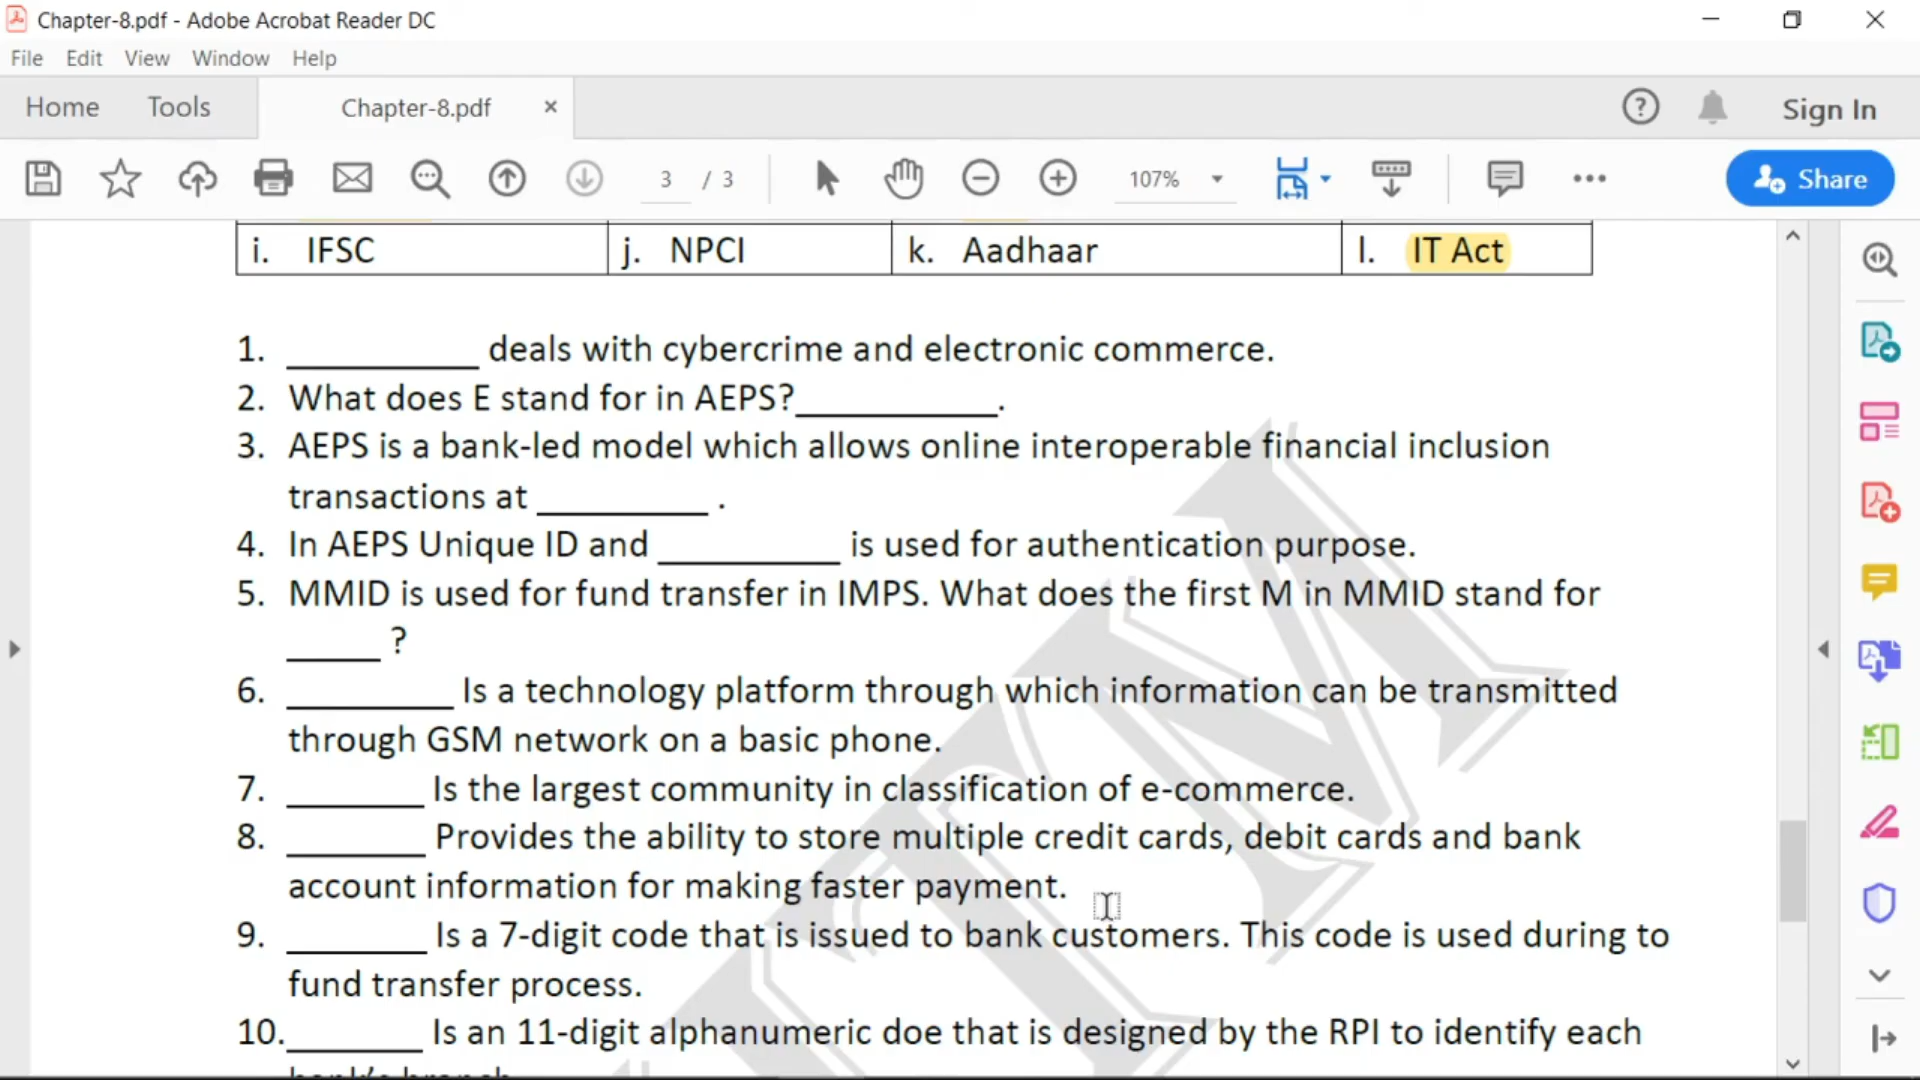 Chapter-8.pdf - Adobe Acrobat Reader DC
File Edit View Window Help
Home Tools Chapter-8.pdf × Sign In
3 / 3 107% Share
i. IFSC j. NPCI k. Aadhaar l. IT Act
1. __________ deals with cybercrime and electronic commerce.
2. What does E stand for in AEPS?__________.
3. AEPS is a bank-led model which allows online interoperable financial inclusion
transactions at _________ .
4. In AEPS Unique ID and _________ is used for authentication purpose.
5. MMID is used for fund transfer in IMPS. What does the first M in MMID stand for
_____ ?
6. _________ Is a technology platform through which information can be transmitted
through GSM network on a basic phone.
7. _______ Is the largest community in classification of e-commerce.
8. _______ Provides the ability to store multiple credit cards, debit cards and bank
account information for making faster payment.
9. _______ Is a 7-digit code that is issued to bank customers. This code is used during to
fund transfer process.
10._______ Is an 11-digit alphanumeric doe that is designed by the RPI to identify each
bank's branch